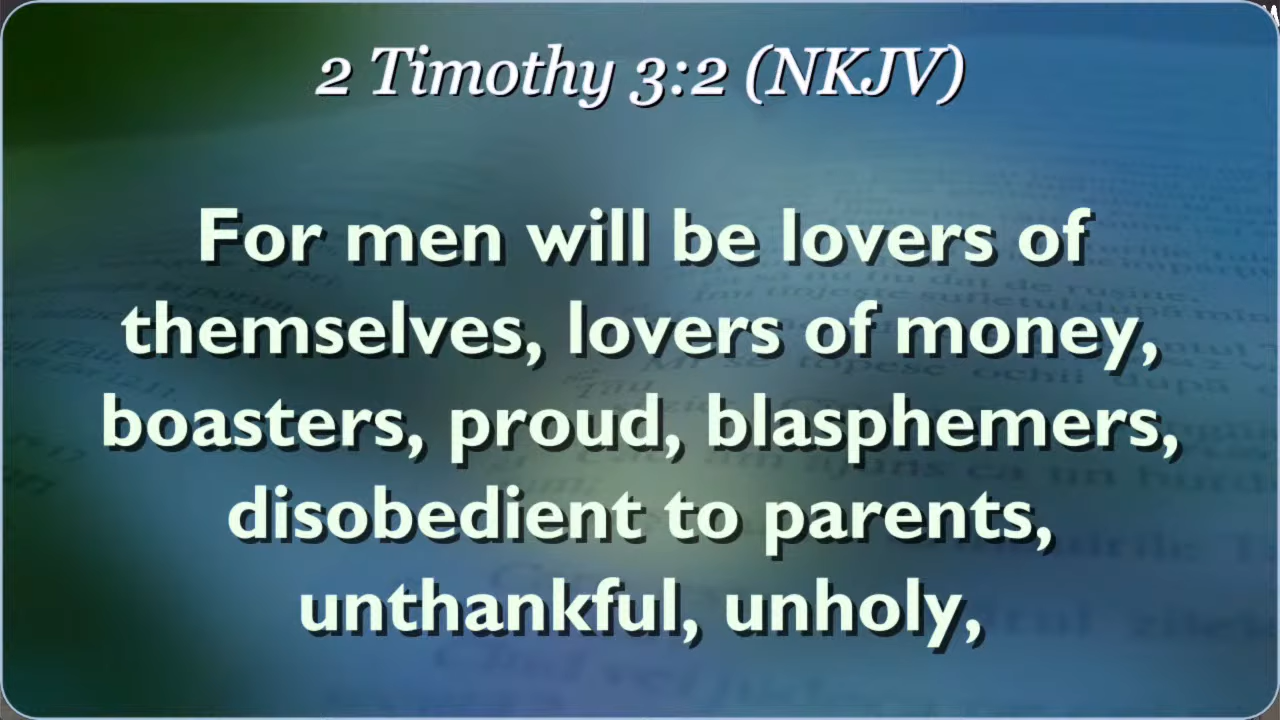 2 Timothy 3:2 (NKJV)
For men will be lovers of
themselves, lovers of money,
boasters, proud, blasphemers,
disobedient to parents,
unthankful, unholy,